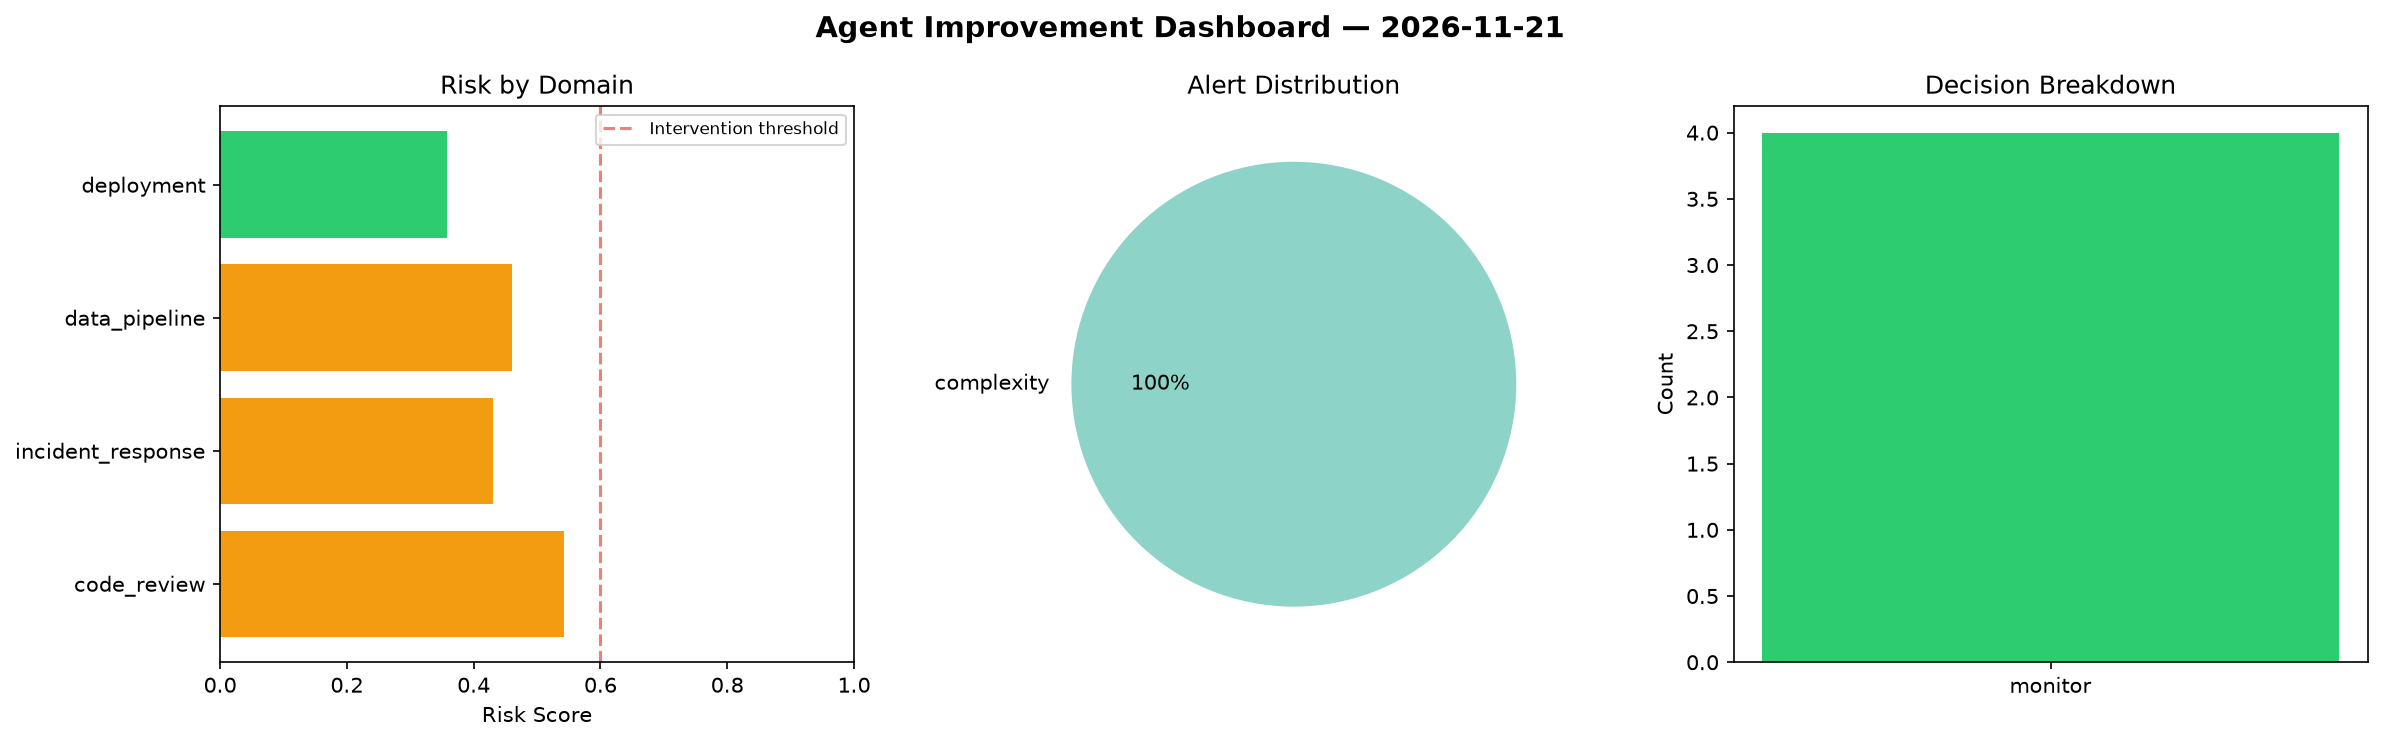 Agent Improvement Dashboard — 2026-11-21
Risk by Domain
Intervention threshold
deployment
data_pipeline
incident_response
code_review
0.0 0.2 0.4 0.6 0.8 1.0
Risk Score
Alert Distribution
complexity
100%
Decision Breakdown
Count
4.0
3.5
3.0
2.5
2.0
1.5
1.0
0.5
0.0
monitor